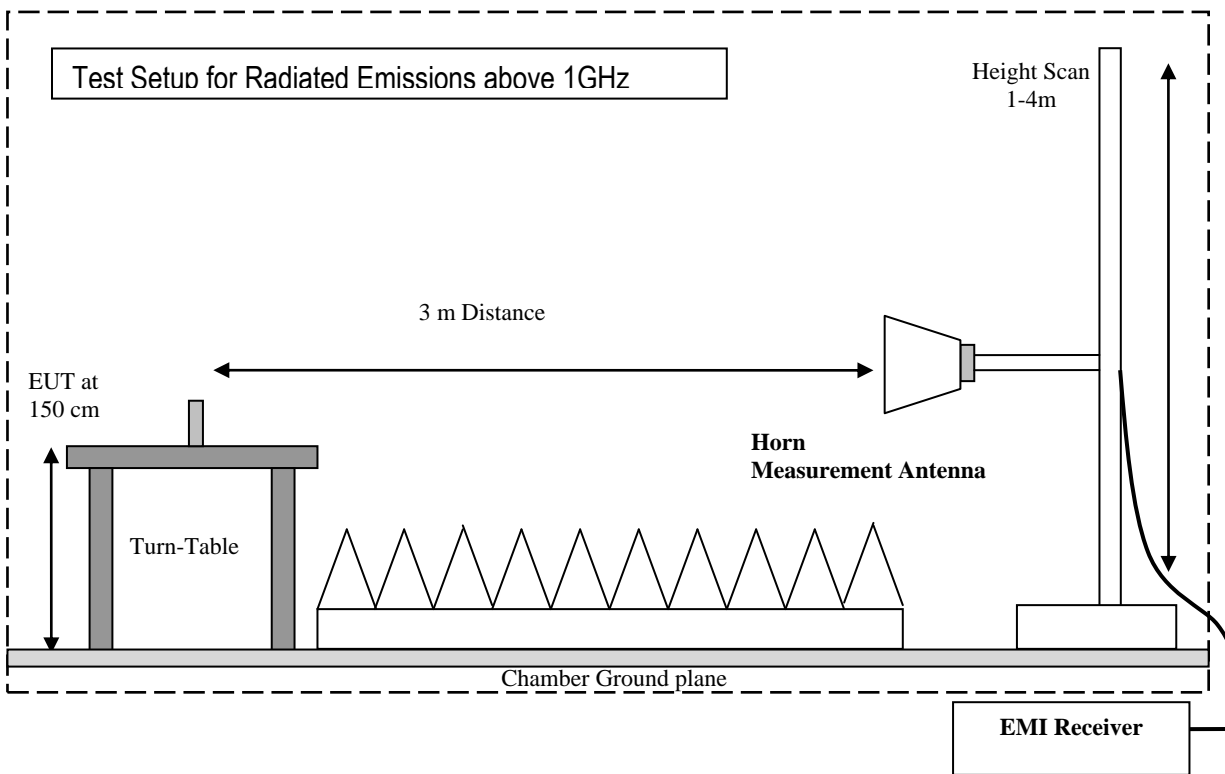 Test Setup for Radiated Emissions above 1GHz
Height Scan
1-4m
3 m Distance
EUT at
150 cm
Horn
Measurement Antenna
Turn-Table
Chamber Ground plane
EMI Receiver